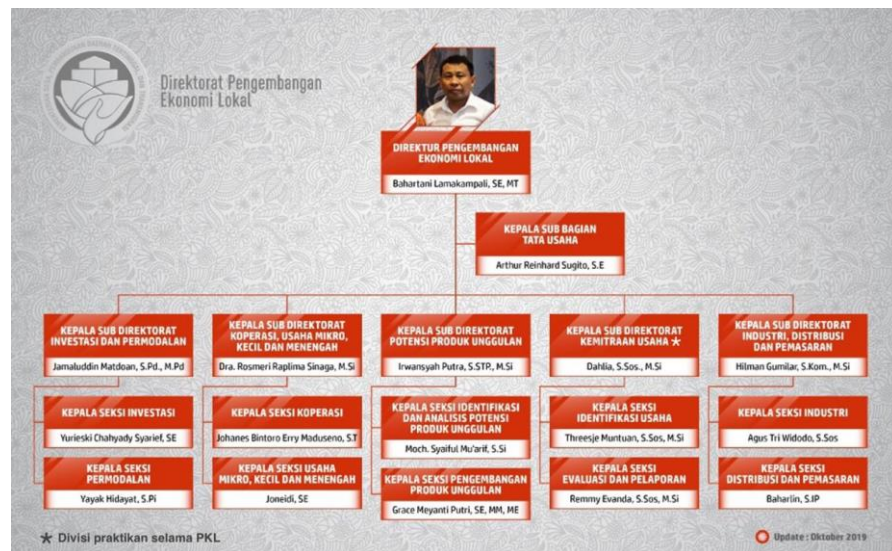 Direktorat Pengembangan
Ekonomi Lokal
DIREKTUR PENGEMBANGAN
EKONOMI LOKAL
Bahartani Lamakampali, SE, MT
KEPALA SUB BAGIAN
TATA USAHA
Arthur Reinhard Sugito, S.E
KEPALA SUB DIREKTORAT
INVESTASI DAN PERMODALAN
Jamaluddin Matdoan, S.Pd., M.Pd
KEPALA SUB DIREKTORAT
KOPERASI, USAHA MIKRO,
KECIL DAN MENENGAH
Dra. Rosmeri Raplima Sinaga, M.Si
KEPALA SUB DIREKTORAT
POTENSI PRODUK UNGGULAN
Irwansyah Putra, S.STP., M.Si
KEPALA SUB DIREKTORAT
KEMITRAAN USAHA ★
Dahlia, S.Sos., M.Si
KEPALA SUB DIREKTORAT
INDUSTRI, DISTRIBUSI
DAN PEMASARAN
Hilman Gumilar, S.Kom., M.Si
KEPALA SEKSI INVESTASI
Yurieski Chahyady Syarief, SE
KEPALA SEKSI KOPERASI
Johanes Bintoro Erry Maduseno, S.T
KEPALA SEKSI IDENTIFIKASI
DAN ANALISIS POTENSI
PRODUK UNGGULAN
Moch. Syaiful Mu'arif, S.Si
KEPALA SEKSI
IDENTIFIKASI USAHA
Threesje Muntuan, S.Sos, M.Si
KEPALA SEKSI INDUSTRI
Agus Tri Widodo, S.Sos
KEPALA SEKSI
PERMODALAN
Yayak Hidayat, S.Pi
KEPALA SEKSI USAHA
MIKRO, KECIL DAN MENENGAH
Joneidi, SE
KEPALA SEKSI PENGEMBANGAN
PRODUK UNGGULAN
Grace Meyanti Putri, SE, MM, ME
KEPALA SEKSI
EVALUASI DAN PELAPORAN
Remmy Evanda, S.Sos, M.Si
KEPALA SEKSI
DISTRIBUSI DAN PEMASARAN
Baharlin, S.IP
★ Divisi praktikan selama PKL
Update : Oktober 2019